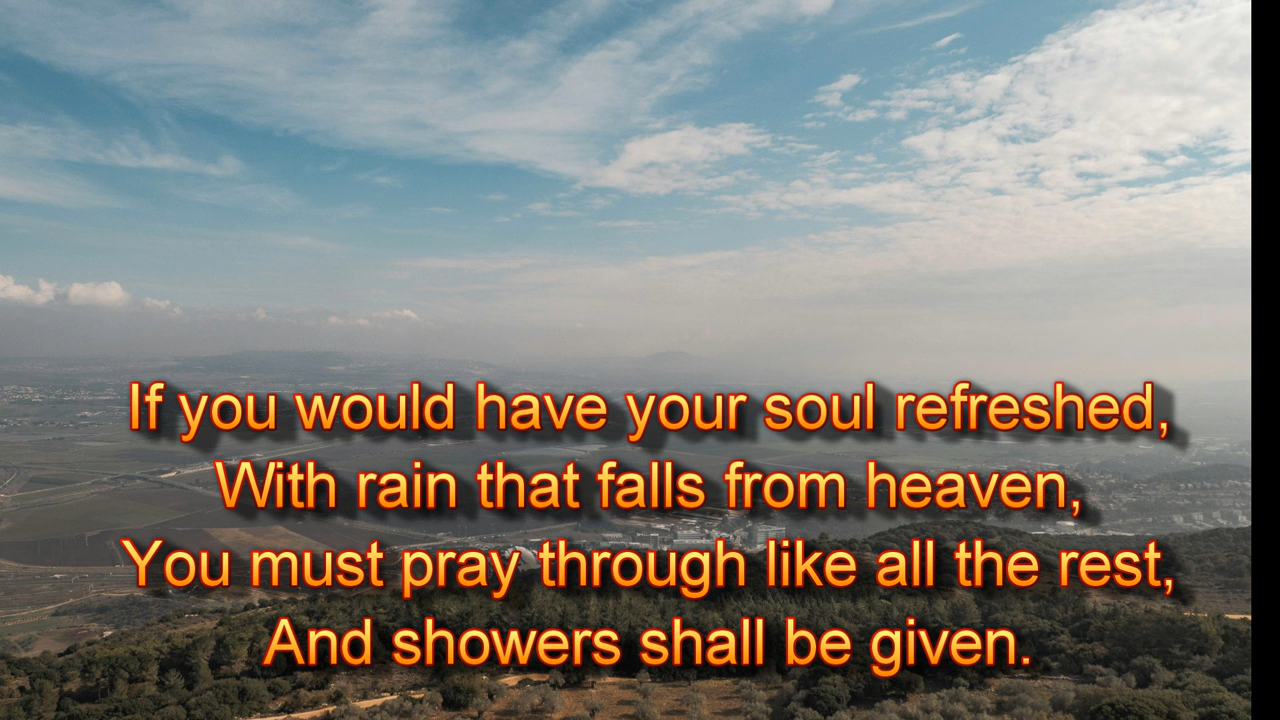 If you would have your soul refreshed,
With rain that falls from heaven,
You must pray through like all the rest,
And showers shall be given.